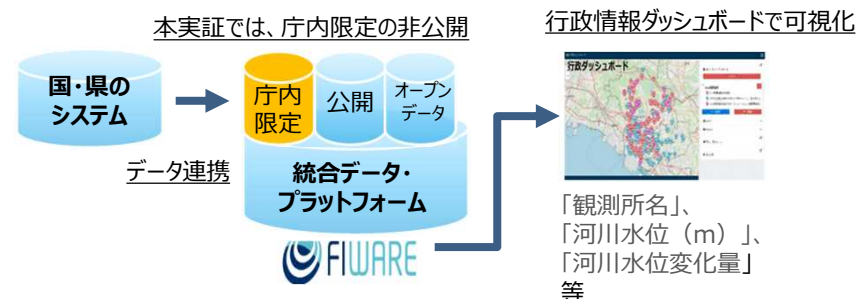 本実証では、庁内限定の非公開
行政情報ダッシュボードで可視化
国・県の
システム
庁内
限定
公開
オープン
データ
データ連携
統合データ・
プラットフォーム
FIWARE
行政ダッシュボード
「観測所名」、
「河川水位（m）」、
「河川水位変化量」
等